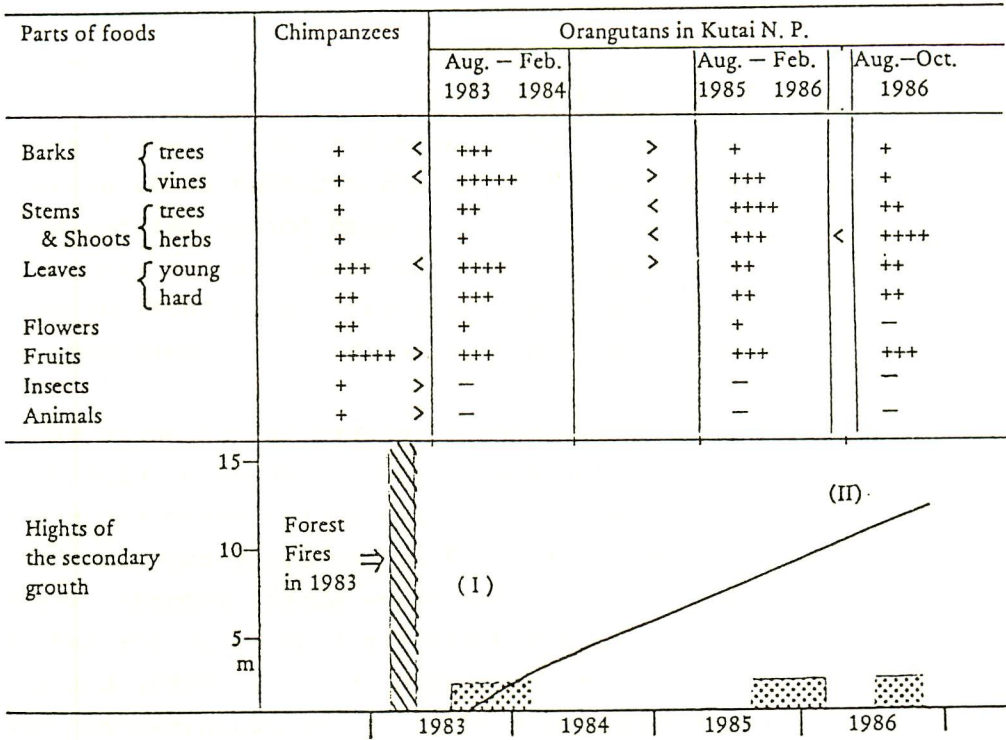 Parts of foods Chimpanzees Orangutans in Kutai N. P.
Aug. — Feb. Aug. — Feb. Aug.—Oct.
1983 1984 1985 1986 1986
Barks { trees + < +++ > + +
vines + < +++++ > +++ +
Stems { trees + ++ < ++++ ++
& Shoots herbs + + < +++ < ++++
Leaves { young +++ < ++++ > ++ ++
hard ++ +++ ++ ++
Flowers ++ + + —
Fruits +++++ > +++ +++ +++
Insects + > — — —
Animals + > — — —
15
(II)
Hights of Forest
the secondary 10 Fires ⇒
grouth in 1983 (I)
5
m
1983 1984 1985 1986